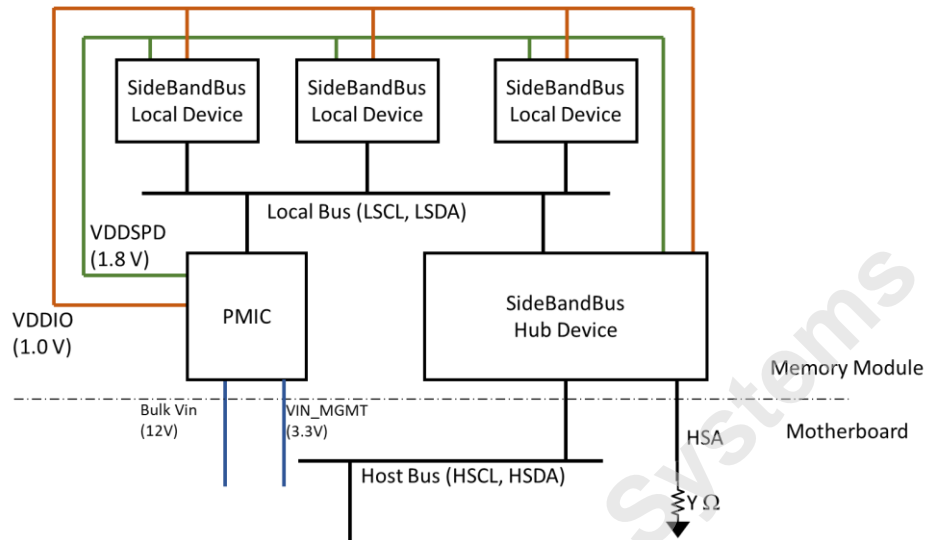 SideBandBus
Local Device
SideBandBus
Local Device
SideBandBus
Local Device
Local Bus (LSCL, LSDA)
VDDSPD
(1.8 V)
PMIC
SideBandBus
Hub Device
VDDIO
(1.0 V)
Memory Module
Bulk Vin
(12V)
VIN_MGMT
(3.3V)
Motherboard
HSA
Host Bus (HSCL, HSDA)
Y Ω
Systems